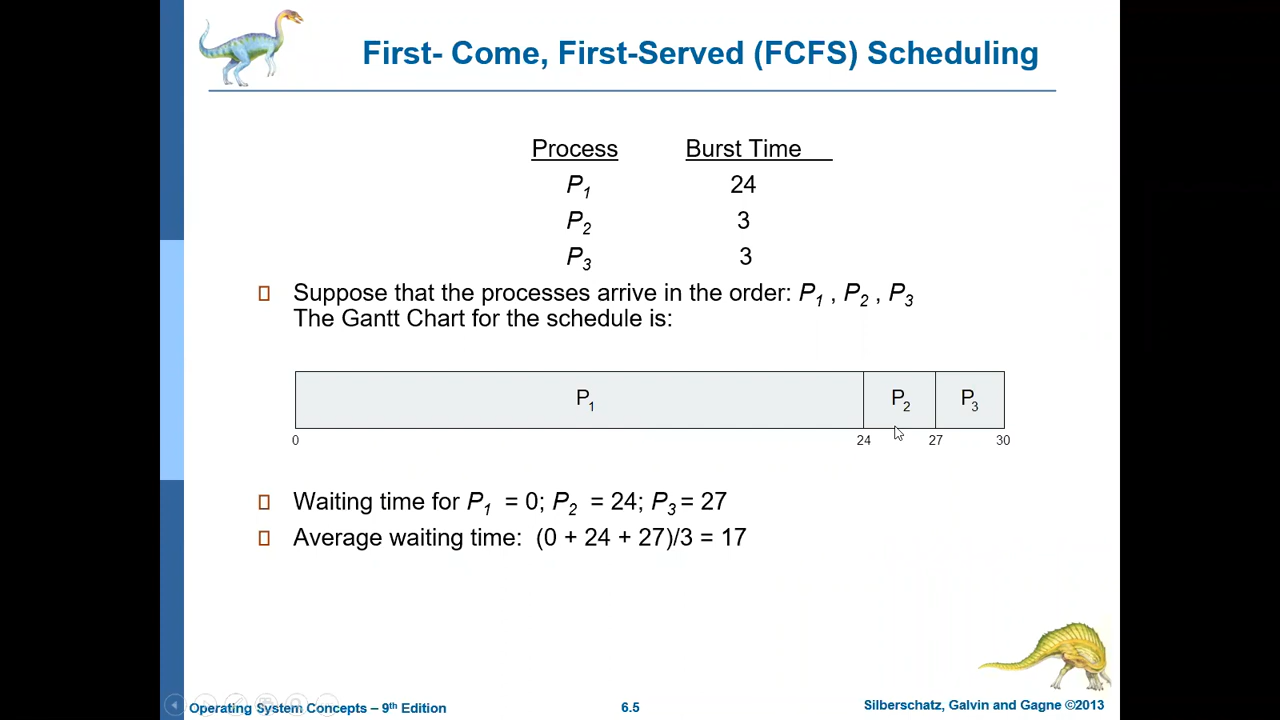 First- Come, First-Served (FCFS) Scheduling
Process Burst Time
P1 24
P2 3
P3 3
Suppose that the processes arrive in the order: P1 , P2 , P3
The Gantt Chart for the schedule is:
P1 P2 P3
0 24 27 30
Waiting time for P1 = 0; P2 = 24; P3 = 27
Average waiting time: (0 + 24 + 27)/3 = 17
Operating System Concepts – 9th Edition 6.5 Silberschatz, Galvin and Gagne ©2013